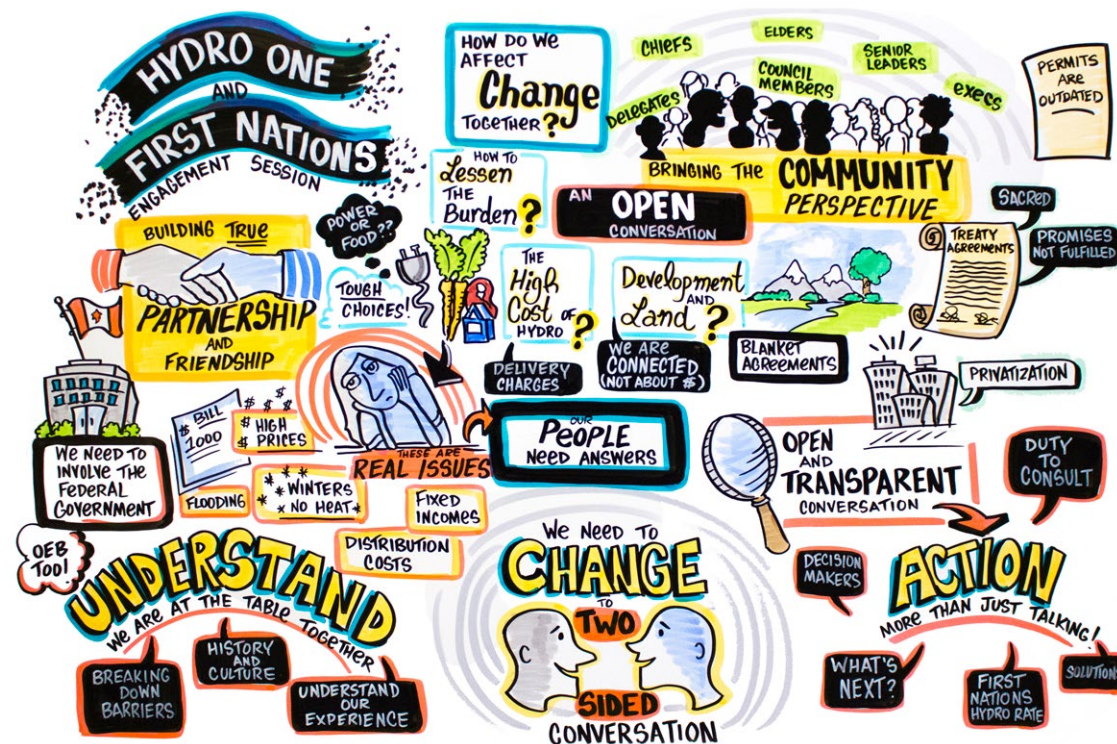 HYDRO ONE
AND
FIRST NATIONS
ENGAGEMENT SESSION
HOW DO WE
AFFECT
Change
TOGETHER?
CHIEFS
ELDERS
SENIOR
LEADERS
COUNCIL
MEMBERS
DELEGATES
EXECS
BRINGING THE COMMUNITY
PERSPECTIVE
PERMITS
ARE
OUTDATED
BUILDING TRUE
PARTNERSHIP
AND
FRIENDSHIP
POWER
OR
FOOD??
TOUGH
CHOICES!
HOW TO
Lessen
THE
Burden?
AN OPEN
CONVERSATION
THE
High
Cost OF
HYDRO?
DELIVERY
CHARGES
Development
AND
Land?
WE ARE
CONNECTED
(NOT ABOUT $)
BLANKET
AGREEMENTS
TREATY
AGREEMENTS
SACRED
PROMISES
NOT FULFILLED
PRIVATIZATION
WE NEED TO
INVOLVE THE
FEDERAL
GOVERNMENT
OEB
TOO!
BILL
$ 1000
$ $ $ $
$ HIGH
$ PRICES
FLOODING
WINTERS
NO HEAT
FIXED
INCOMES
DISTRIBUTION
COSTS
THESE ARE
REAL ISSUES
OUR
PEOPLE
NEED ANSWERS
OPEN
AND
TRANSPARENT
CONVERSATION
DUTY
TO
CONSULT
UNDERSTAND
WE ARE AT THE TABLE TOGETHER
BREAKING
DOWN
BARRIERS
HISTORY
AND
CULTURE
UNDERSTAND
OUR
EXPERIENCE
WE NEED TO
CHANGE
TO
TWO
SIDED
CONVERSATION
DECISION
MAKERS
ACTION
MORE THAN JUST TALKING!
WHAT'S
NEXT?
FIRST
NATIONS
HYDRO RATE
SOLUTIONS